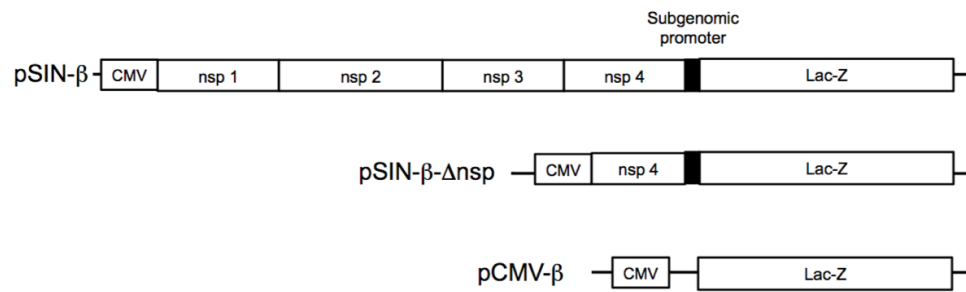 Subgenomic
promoter
pSIN-β CMV nsp 1 nsp 2 nsp 3 nsp 4 Lac-Z
pSIN-β-Δnsp CMV nsp 4 Lac-Z
pCMV-β CMV Lac-Z